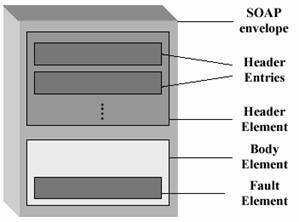 SOAP
envelope
Header
Entries
Header
Element
Body
Element
Fault
Element